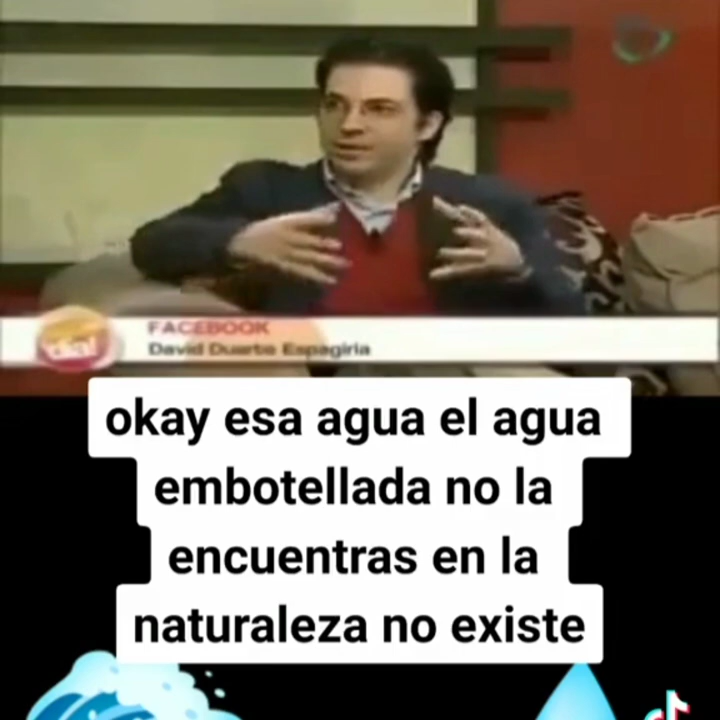 FACEBOOK
David Duarte Espagiria
okay esa agua el agua
embotellada no la
encuentras en la
naturaleza no existe